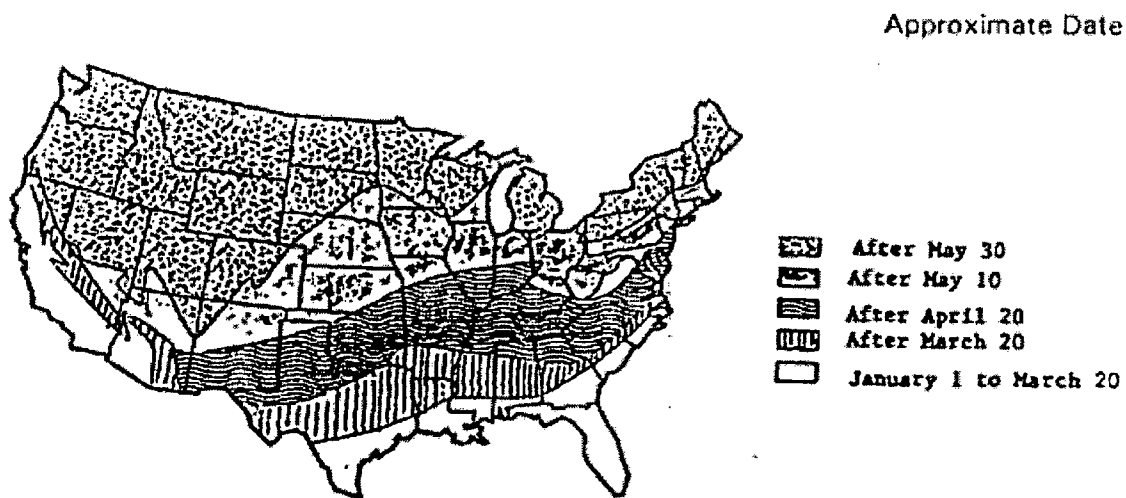 Approximate Date
After May 30
After May 10
After April 20
After March 20
January 1 to March 20